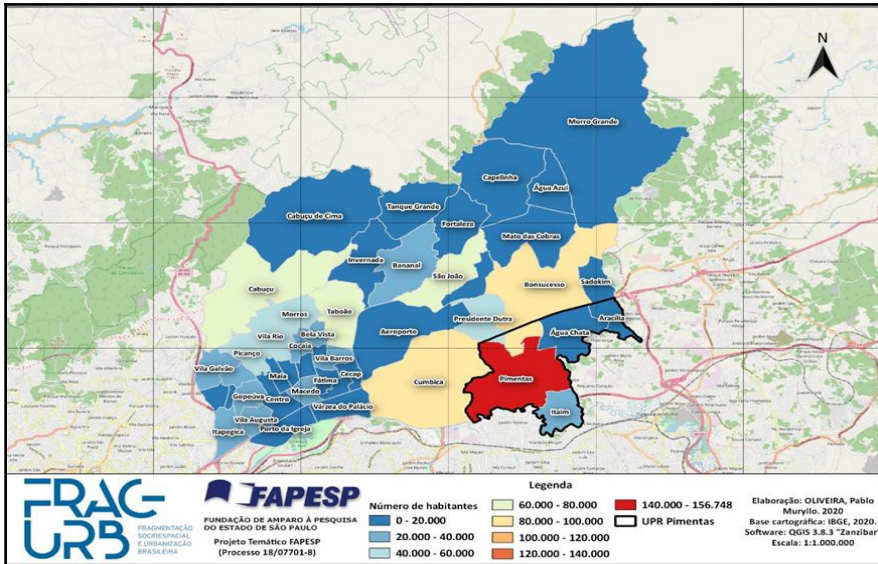 N
Morro Grande
Capelinha
Água Azul
Tanque Grande
Cabuçu de Cima
Fortaleza
Mato das Cobras
Invernada
Bananal
São João
Sadokim
Bonsucesso
Cabuçu
Taboão
Morros
Aracília
Presidente Dutra
Bela Vista
Aeroporto
Água Chata
Vila Rio
Cocaia
Picanço
Vila Barros
Vila Galvão
Cecap
Maia
Fátima
Pimentas
Cumbica
Macedo
Gopoúva
Centro
Várzea do Palácio
Itaim
Vila Augusta
Porto da Igreja
Itapegica
FRAG-
URB
FRAGMENTAÇÃO
SOCIOESPACIAL
E URBANIZAÇÃO
BRASILEIRA
FAPESP
FUNDAÇÃO DE AMPARO À PESQUISA
DO ESTADO DE SÃO PAULO
Projeto Temático FAPESP
(Processo 18/07701-8)
Legenda
Número de habitantes
0 - 20.000
20.000 - 40.000
40.000 - 60.000
60.000 - 80.000
80.000 - 100.000
100.000 - 120.000
120.000 - 140.000
140.000 - 156.748
UPR Pimentas
Elaboração: OLIVEIRA, Pablo
Muryllo. 2020
Base cartográfica: IBGE, 2020.
Software: QGIS 3.8.3 "Zanzibar"
Escala: 1:1.000.000